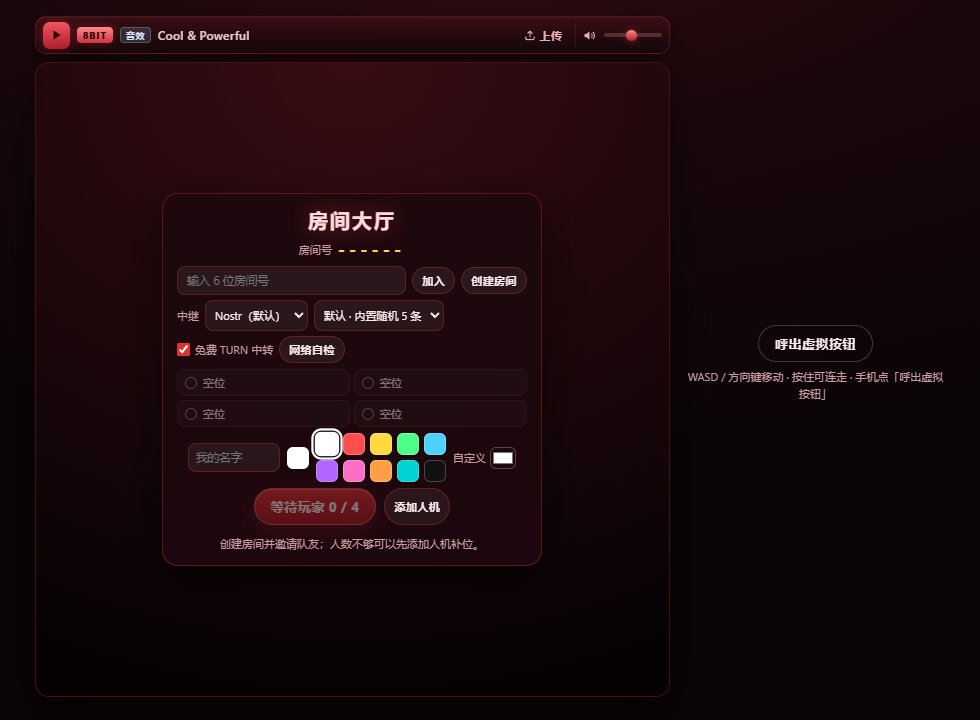 8BIT 音效 Cool & Powerful 上传
房间大厅
房间号 ------
输入 6 位房间号 加入 创建房间
中继 Nostr（默认） 默认 · 内置随机 5 条
免费 TURN 中转 网络自检
空位 空位
空位 空位
我的名字 自定义
等待玩家 0 / 4 添加人机
创建房间并邀请队友；人数不够可以先添加人机补位。
呼出虚拟按钮
WASD / 方向键移动 · 按住可连走 · 手机点「呼出虚拟
按钮」